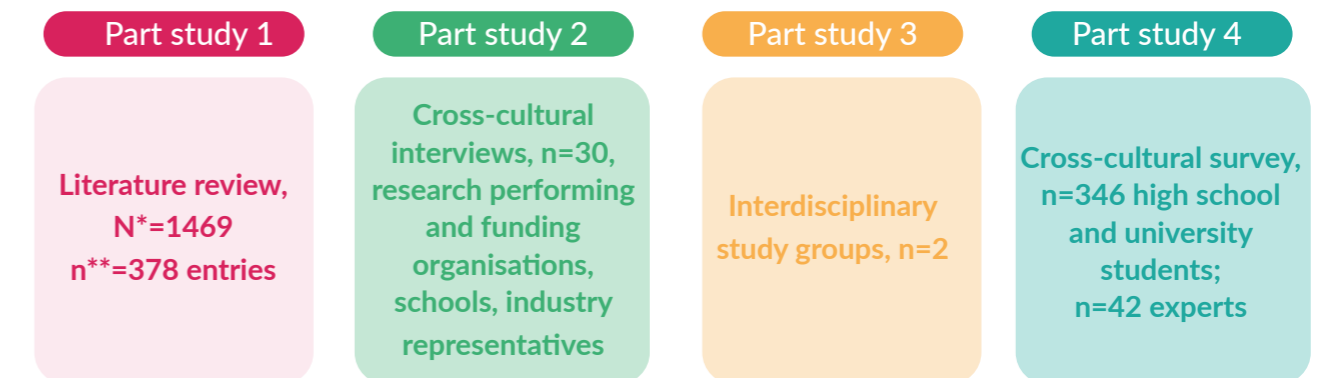 Part study 1
Literature review,
N*=1469
n**=378 entries
Part study 2
Cross-cultural
interviews, n=30,
research performing
and funding
organisations,
schools, industry
representatives
Part study 3
Interdisciplinary
study groups, n=2
Part study 4
Cross-cultural survey,
n=346 high school
and university
students;
n=42 experts